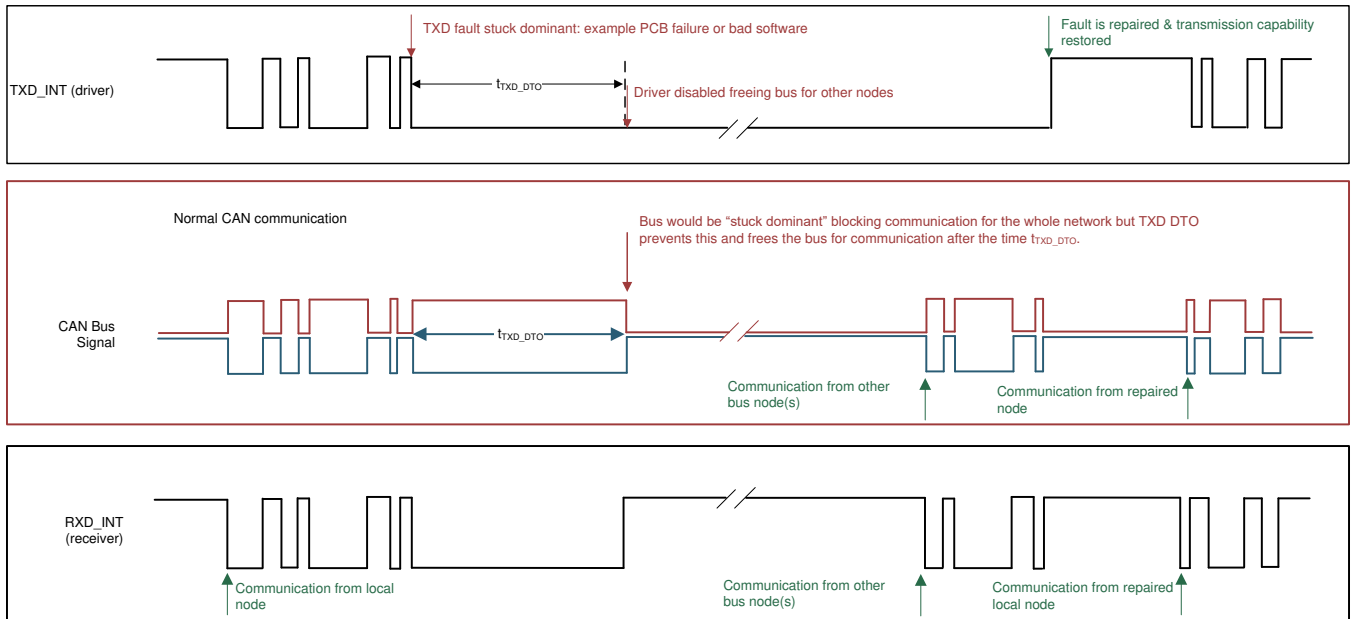 TXD fault stuck dominant: example PCB failure or bad software
Fault is repaired & transmission capability
restored
TXD_INT (driver)
tTXD_DTO
Driver disabled freeing bus for other nodes
Normal CAN communication
Bus would be “stuck dominant” blocking communication for the whole network but TXD DTO
prevents this and frees the bus for communication after the time tTXD_DTO.
CAN Bus
Signal
tTXD_DTO
Communication from other
bus node(s)
Communication from repaired
node
RXD_INT
(receiver)
Communication from local
node
Communication from other
bus node(s)
Communication from repaired
local node